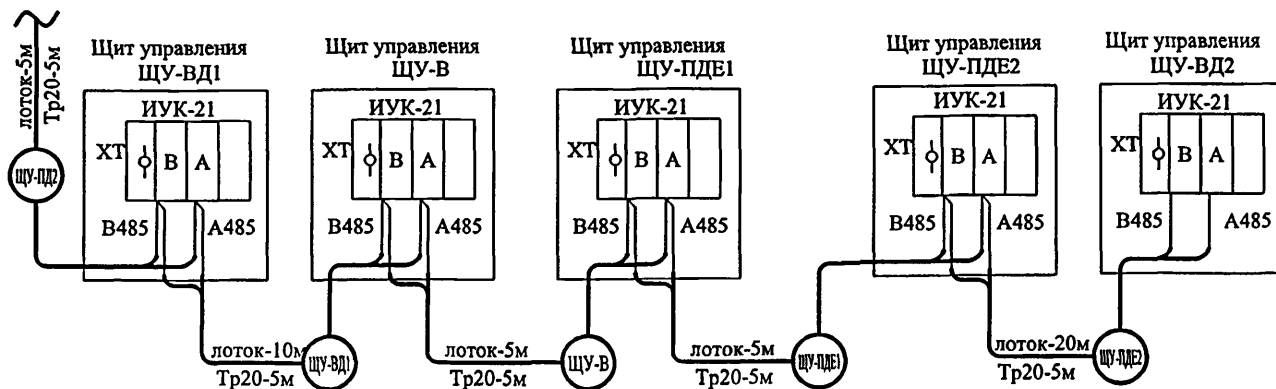 лоток-5м
Тр20-5м
ЩУ-ПД2
Щит управления
ЩУ-ВД1
ИУК-21
ХТ
В
А
В485
А485
лоток-10м
Тр20-5м
ЩУ-ВД1
Щит управления
ЩУ-В
ИУК-21
ХТ
В
А
В485
А485
лоток-5м
Тр20-5м
ЩУ-В
Щит управления
ЩУ-ПДЕ1
ИУК-21
ХТ
В
А
В485
А485
лоток-5м
Тр20-5м
ЩУ-ПДЕ1
Щит управления
ЩУ-ПДЕ2
ИУК-21
ХТ
В
А
В485
А485
лоток-20м
Тр20-5м
ЩУ-ПДЕ2
Щит управления
ЩУ-ВД2
ИУК-21
ХТ
В
А
В485
А485